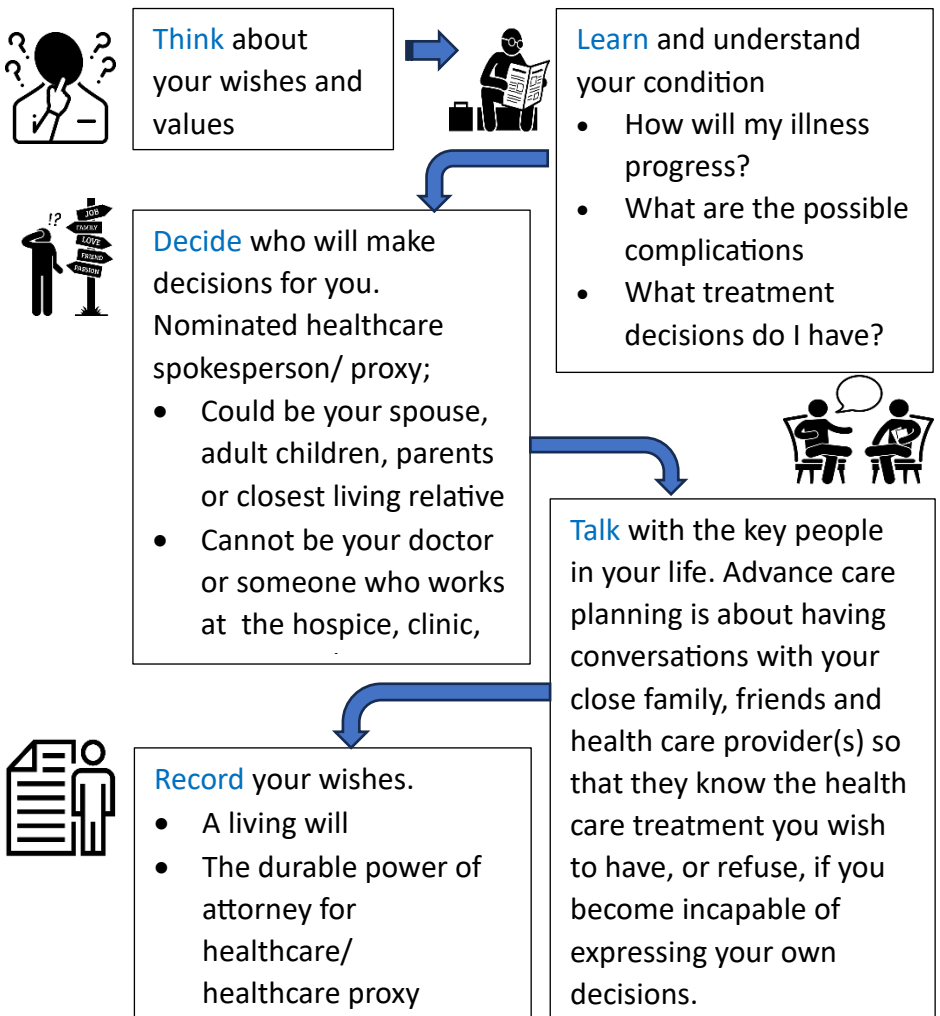 Think about
your wishes and
values
Learn and understand
your condition
• How will my illness
progress?
• What are the possible
complications
• What treatment
decisions do I have?
!?
JOB
FAMILY
LOVE
FRIEND
PASSION
Decide who will make
decisions for you.
Nominated healthcare
spokesperson/ proxy;
• Could be your spouse,
adult children, parents
or closest living relative
• Cannot be your doctor
or someone who works
at the hospice, clinic,
Talk with the key people
in your life. Advance care
planning is about having
conversations with your
close family, friends and
health care provider(s) so
that they know the health
care treatment you wish
to have, or refuse, if you
become incapable of
expressing your own
decisions.
Record your wishes.
• A living will
• The durable power of
attorney for
healthcare/
healthcare proxy